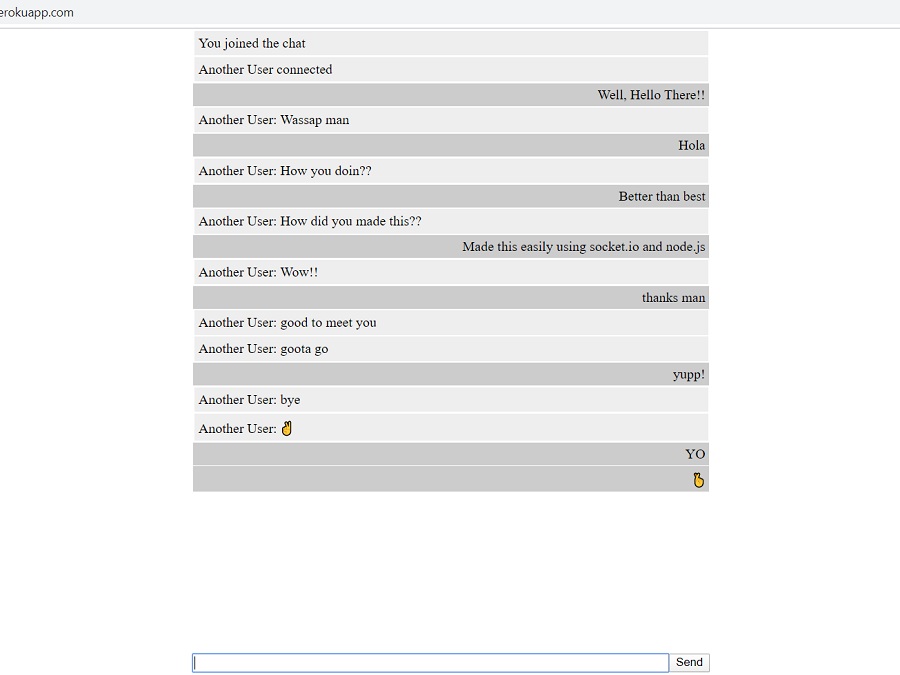 erokuapp.com
You joined the chat
Another User connected
Well, Hello There!!
Another User: Wassap man
Hola
Another User: How you doin??
Better than best
Another User: How did you made this??
Made this easily using socket.io and node.js
Another User: Wow!!
thanks man
Another User: good to meet you
Another User: goota go
yupp!
Another User: bye
Another User: ✌
YO
🤞
Send